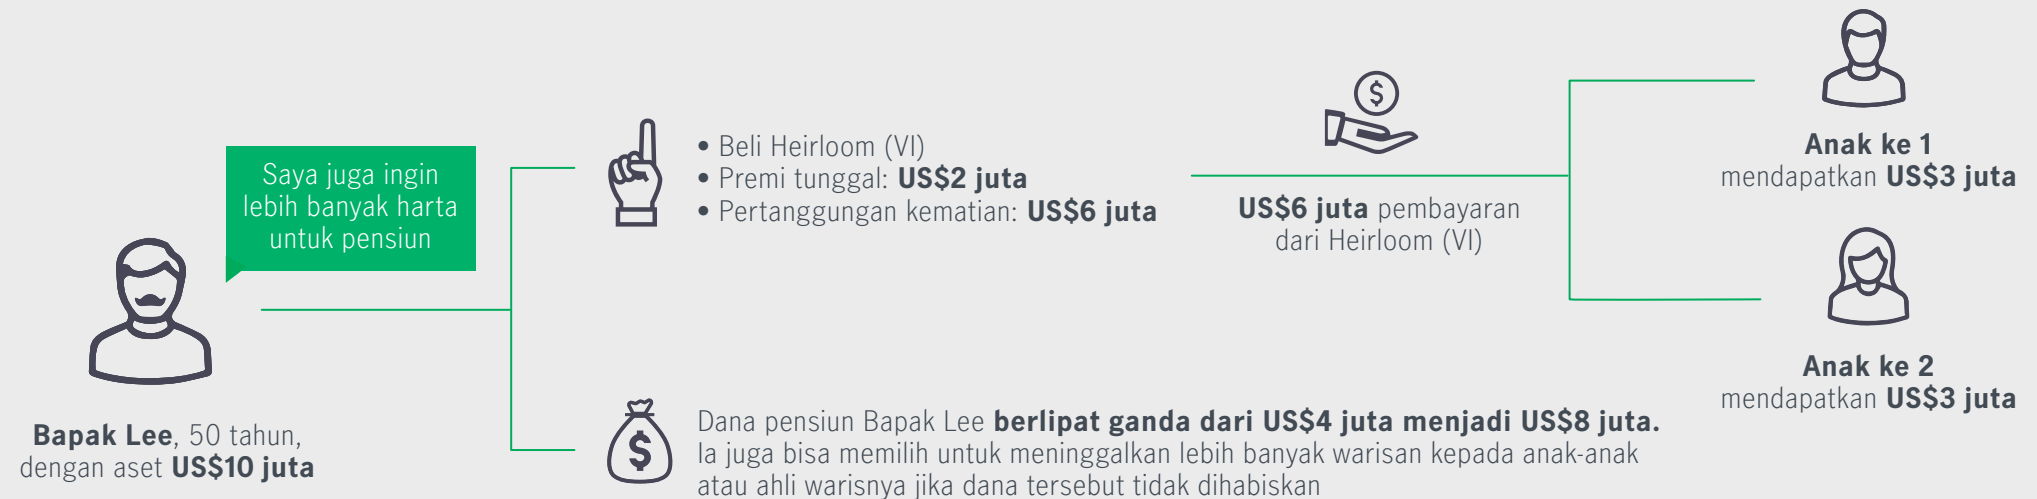 Saya juga ingin
lebih banyak harta
untuk pensiun
Bapak Lee, 50 tahun,
dengan aset US$10 juta
• Beli Heirloom (VI)
• Premi tunggal: US$2 juta
• Pertanggungan kematian: US$6 juta
$
US$6 juta pembayaran
dari Heirloom (VI)
Anak ke 1
mendapatkan US$3 juta
Anak ke 2
mendapatkan US$3 juta
$
Dana pensiun Bapak Lee berlipat ganda dari US$4 juta menjadi US$8 juta.
Ia juga bisa memilih untuk meninggalkan lebih banyak warisan kepada anak-anak
atau ahli warisnya jika dana tersebut tidak dihabiskan